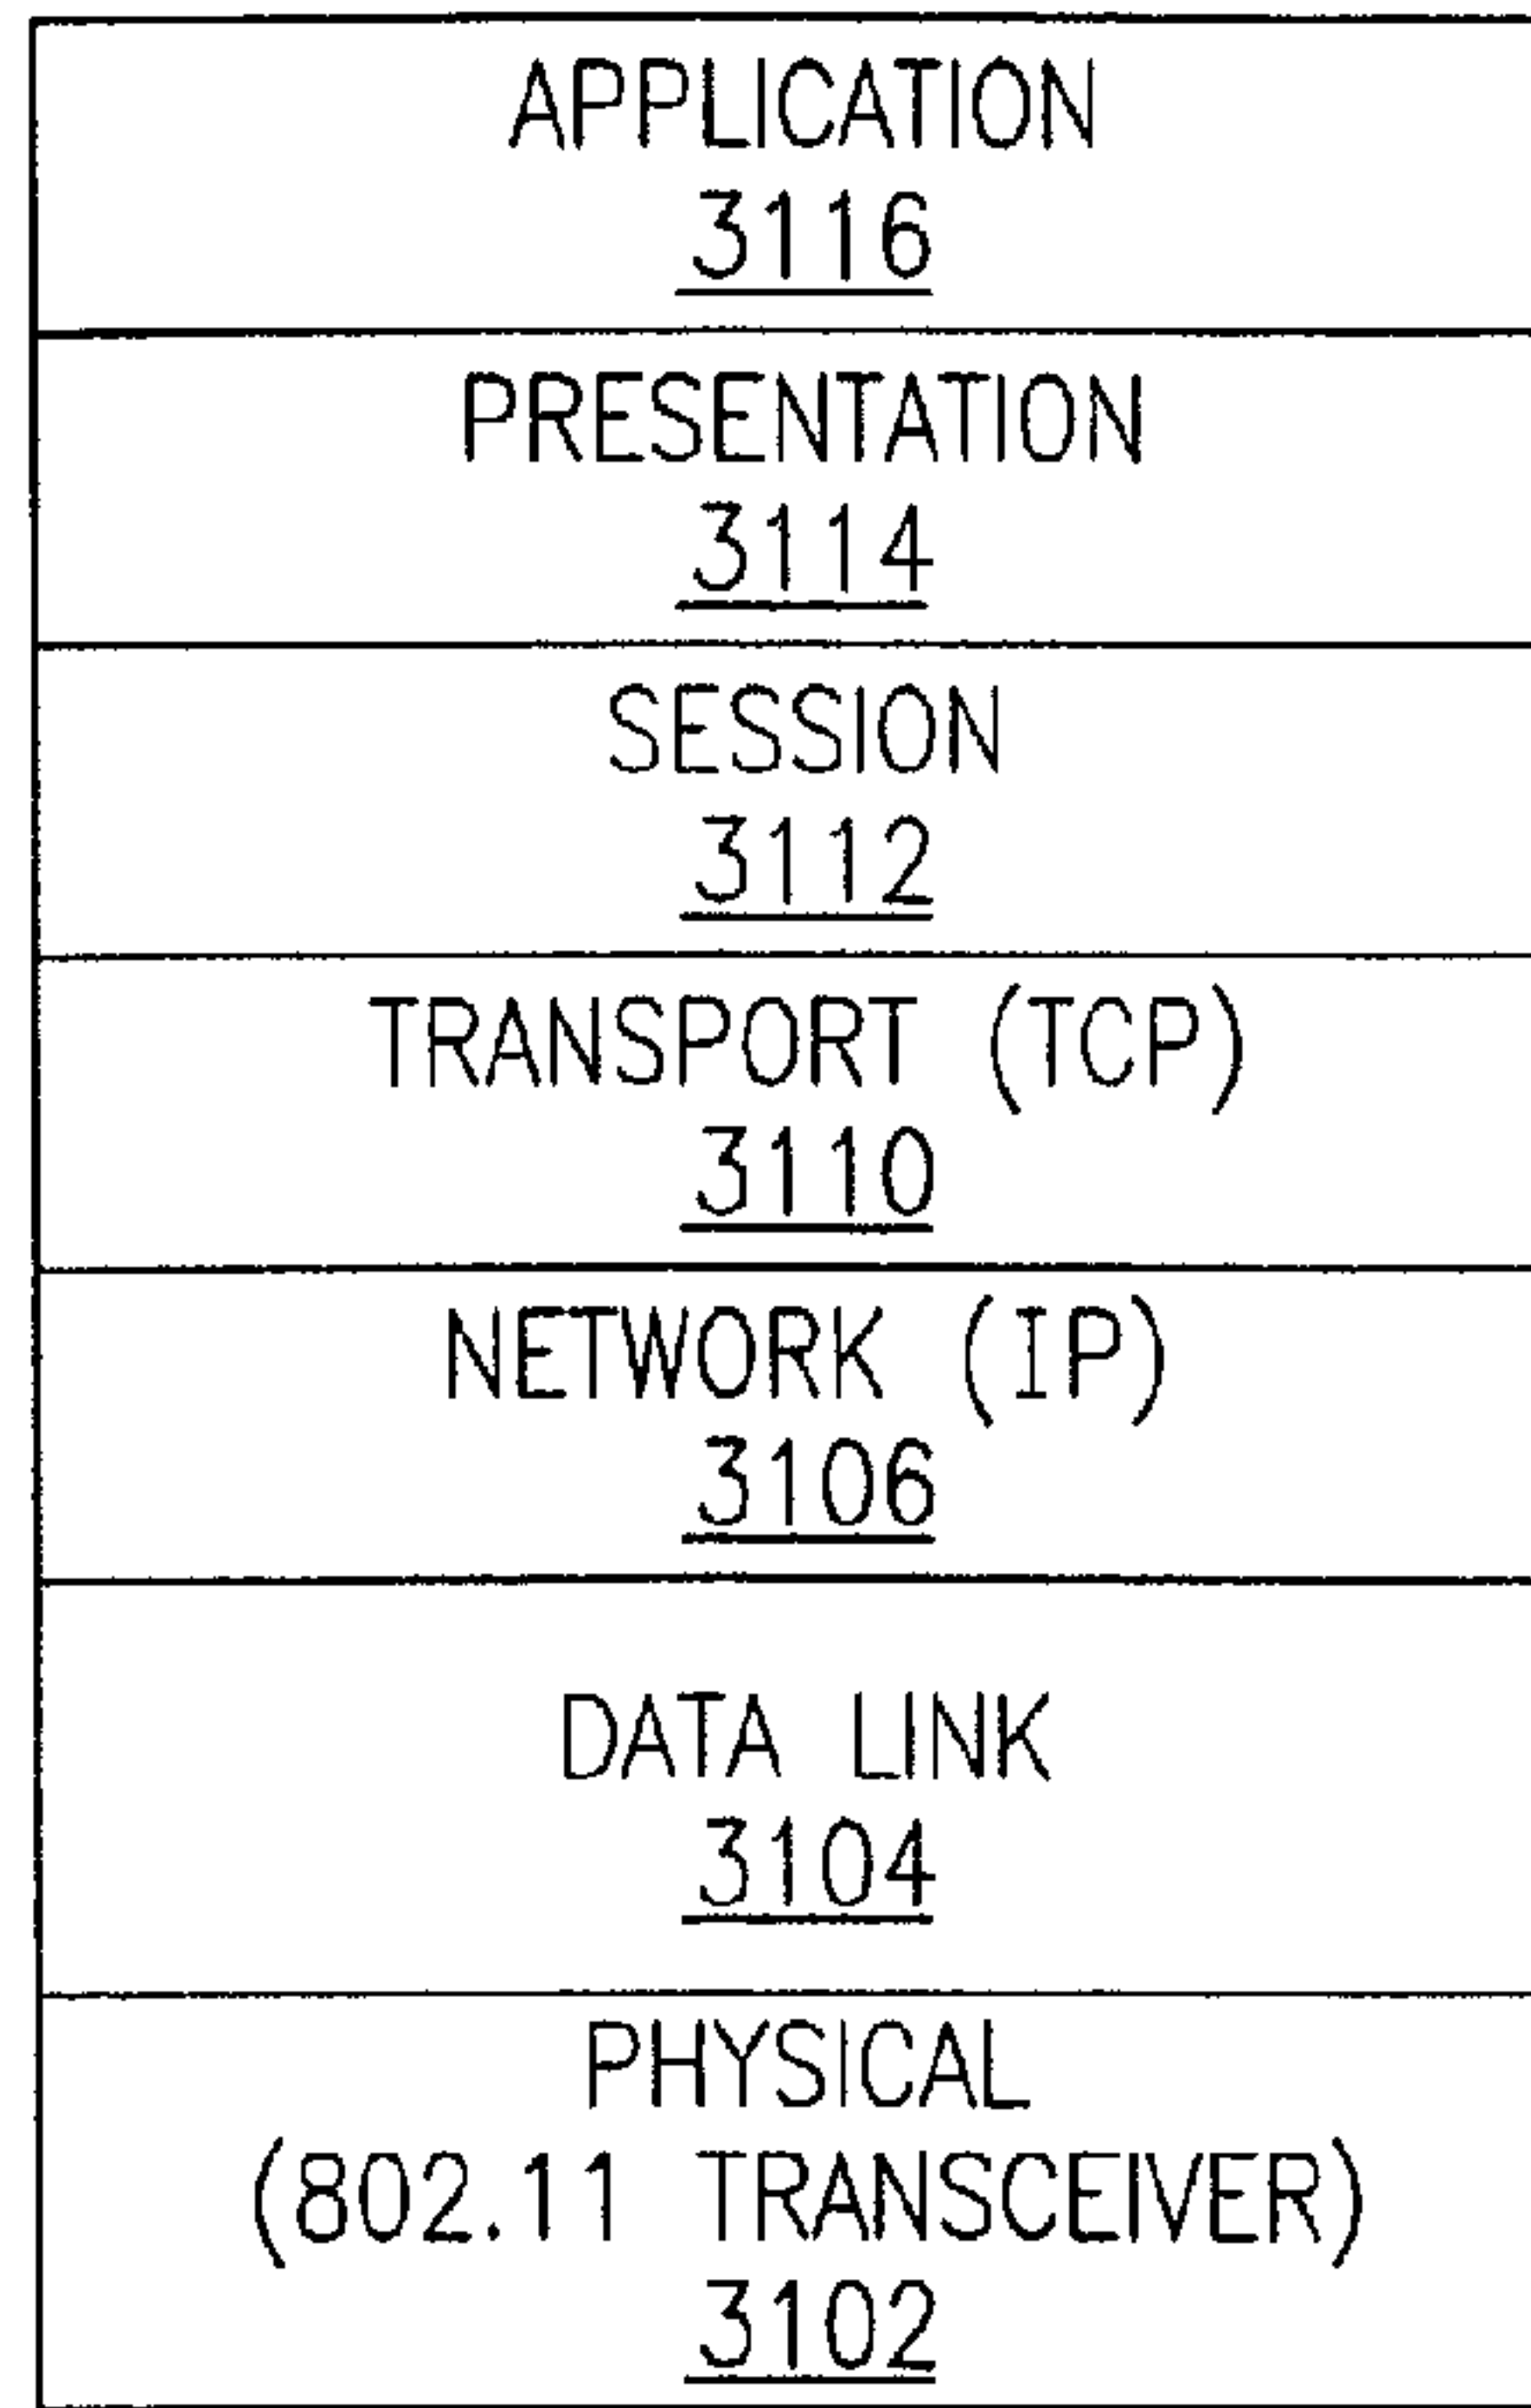 APPLICATION
3116
PRESENTATION
3114
SESSION
3112
TRANSPORT (TCP)
3110
NETWORK (IP)
3106
DATA LINK
3104
PHYSICAL
(802.11 TRANSCEIVER)
3102